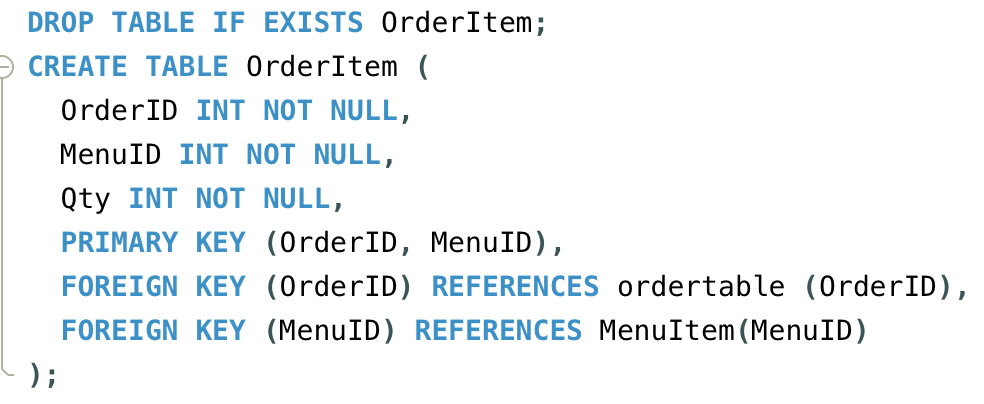 DROP TABLE IF EXISTS OrderItem;
CREATE TABLE OrderItem (
OrderID INT NOT NULL,
MenuID INT NOT NULL,
Qty INT NOT NULL,
PRIMARY KEY (OrderID, MenuID),
FOREIGN KEY (OrderID) REFERENCES ordertable (OrderID),
FOREIGN KEY (MenuID) REFERENCES MenuItem(MenuID)
);